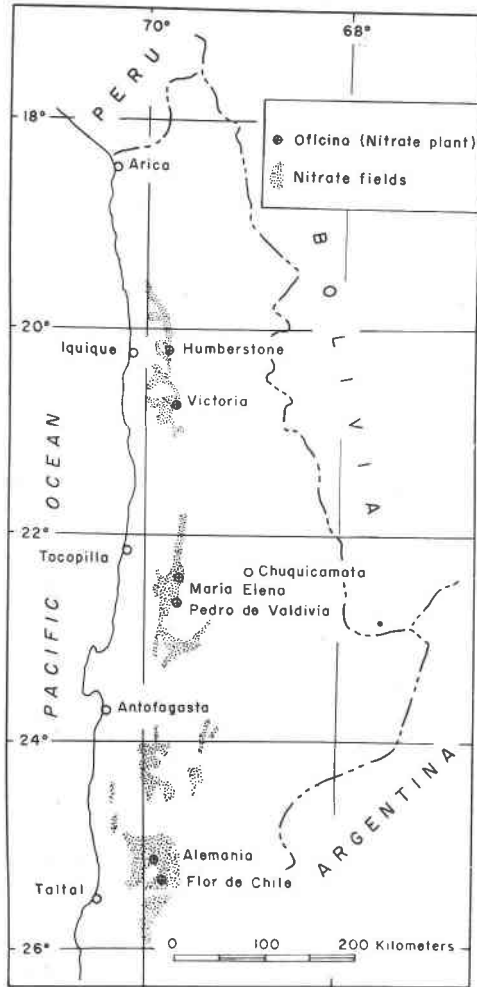 70° 68°
PERU
18°
Oficina (Nitrate plant)
Nitrate fields
Arica
BOLIVIA
20°
Iquique
Humberstone
Victoria
PACIFIC OCEAN
22°
Tocopilla
Chuquicamata
Maria Elena
Pedro de Valdivia
Antofagasta
24°
ARGENTINA
Alemania
Flor de Chile
Taltal
26°
0 100 200 Kilometers